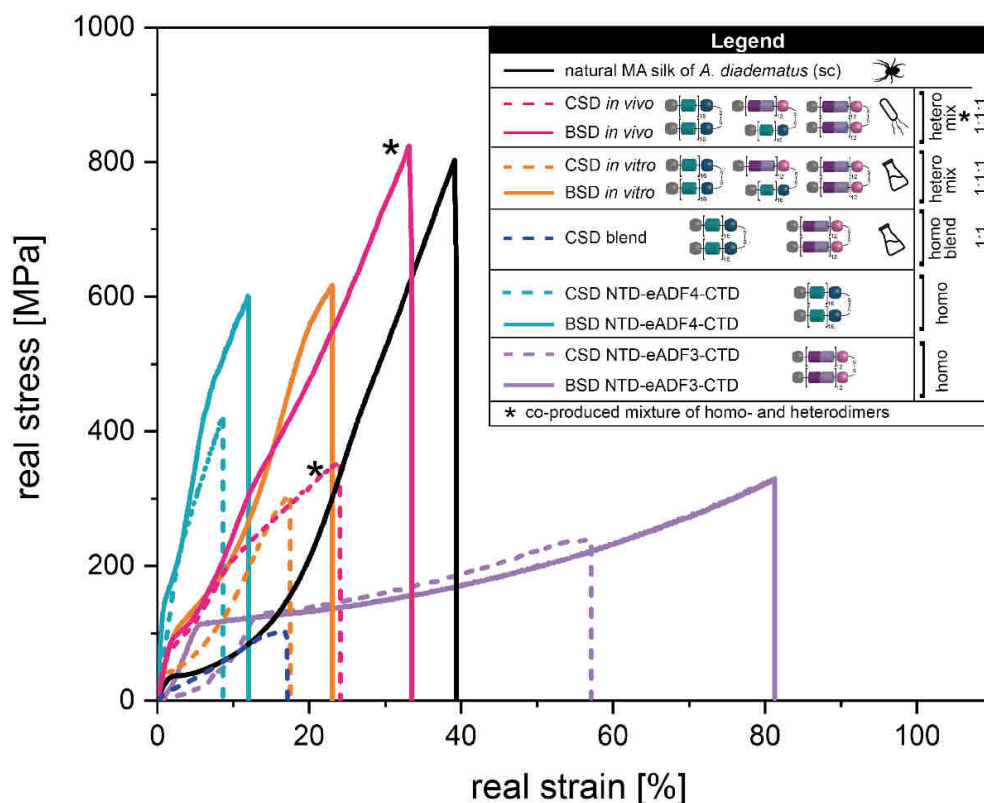 1000
800
600
400
200
0
real stress [MPa]
0 20 40 60 80 100
real strain [%]
*
*
Legend
natural MA silk of A. diadematus (sc)
CSD in vivo
BSD in vivo
hetero
mix
*
1:1:1
CSD in vitro
BSD in vitro
hetero
mix
1:1:1
CSD blend
homo
blend
1:1
CSD NTD-eADF4-CTD
BSD NTD-eADF4-CTD
homo
CSD NTD-eADF3-CTD
BSD NTD-eADF3-CTD
homo
* co-produced mixture of homo- and heterodimers